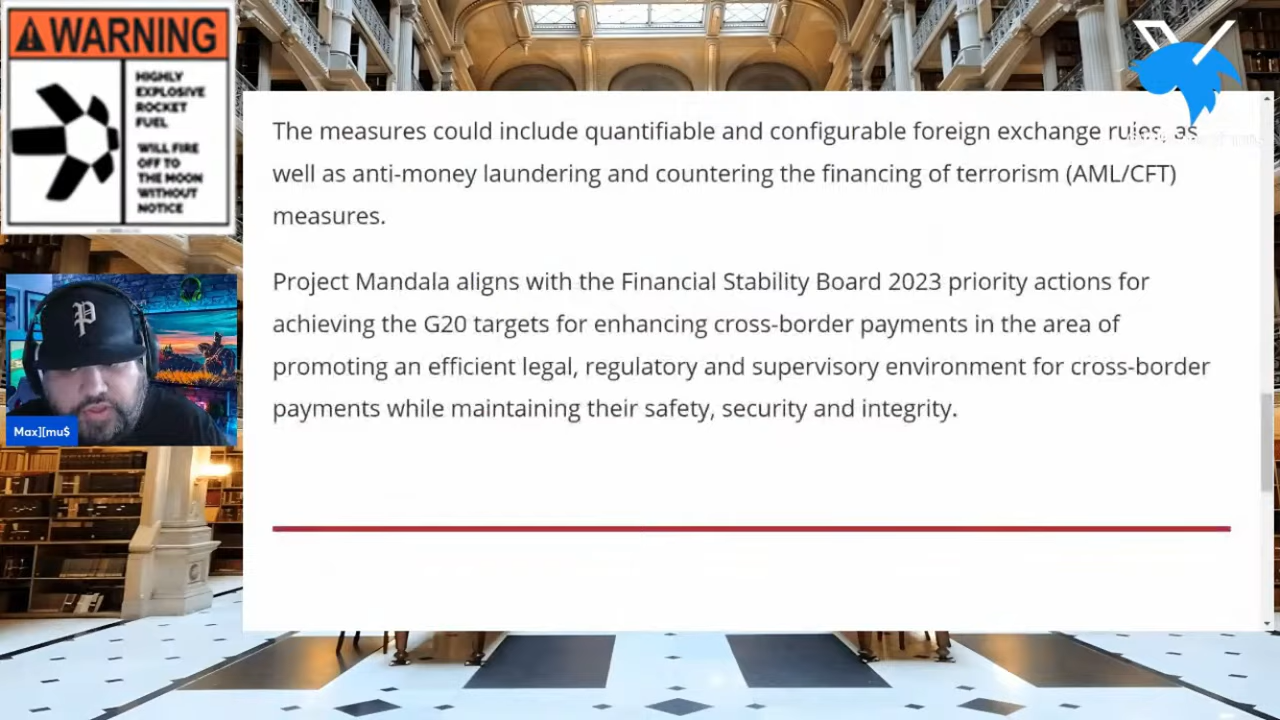 WARNING
HIGHLY
EXPLOSIVE
ROCKET
FUEL
WILL FIRE
OFF TO
THE MOON
WITHOUT
NOTICE
The measures could include quantifiable and configurable foreign exchange rules, as
well as anti-money laundering and countering the financing of terrorism (AML/CFT)
measures.
Project Mandala aligns with the Financial Stability Board 2023 priority actions for
achieving the G20 targets for enhancing cross-border payments in the area of
promoting an efficient legal, regulatory and supervisory environment for cross-border
payments while maintaining their safety, security and integrity.
P
Max][mu$